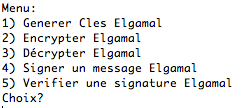 Menu:
1) Generer Cles Elgamal
2) Encrypter Elgamal
3) Décrypter Elgamal
4) Signer un message Elgamal
5) Verifier une signature Elgamal
Choix?